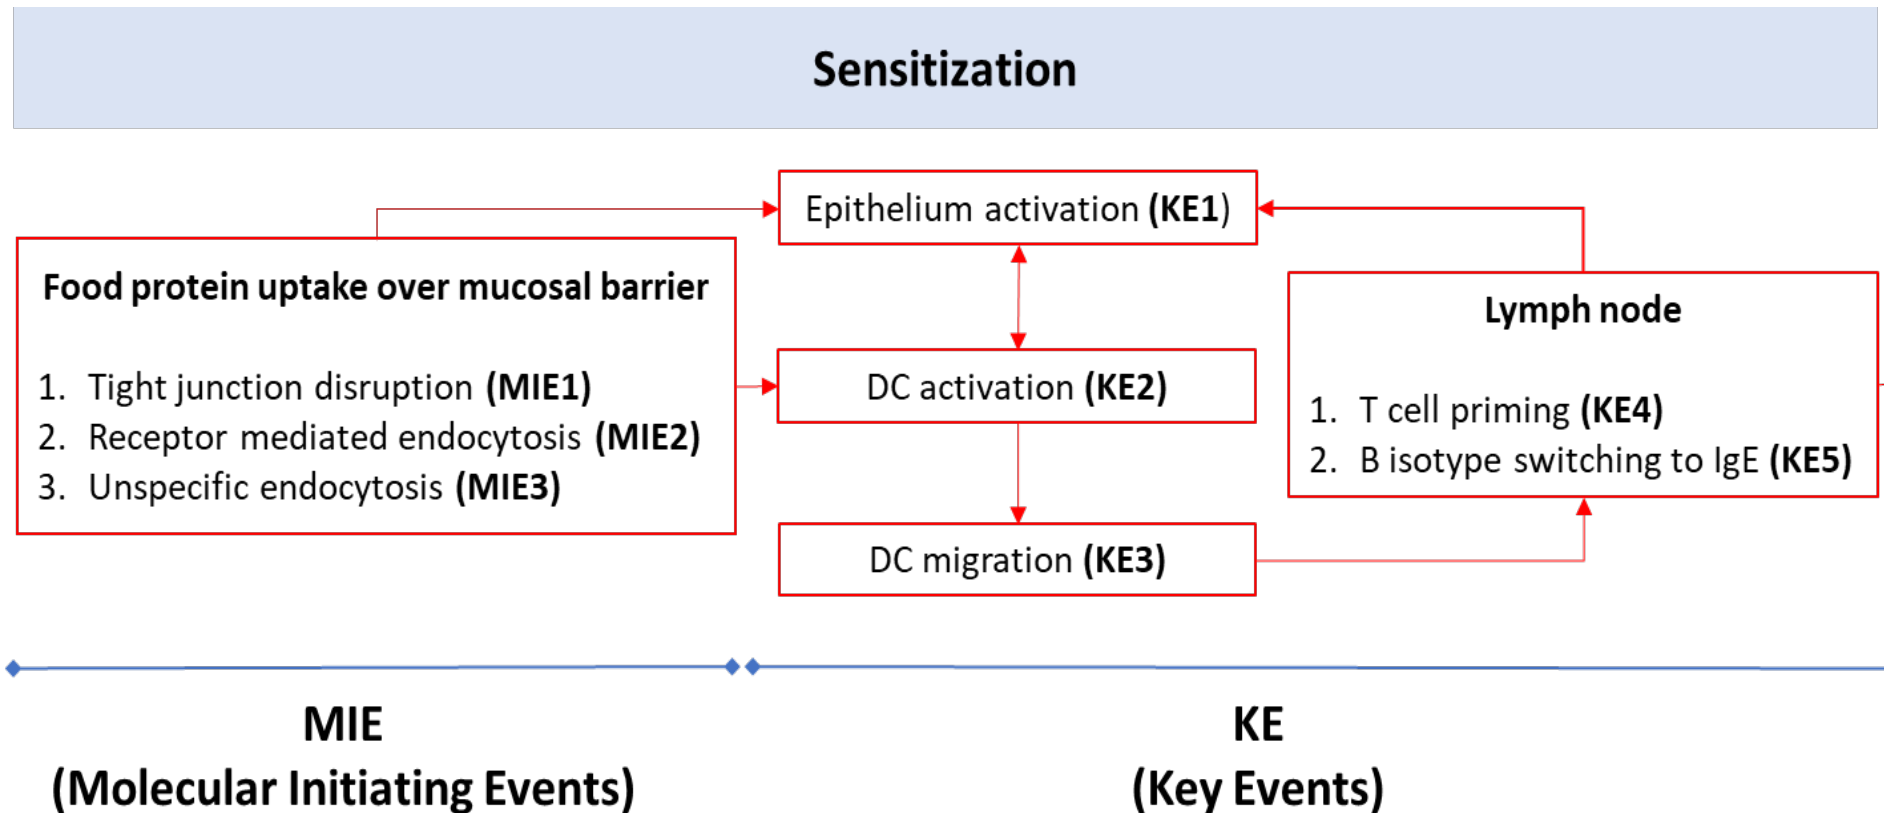 Sensitization
Epithelium activation (KE1)
Food protein uptake over mucosal barrier
1. Tight junction disruption (MIE1)
2. Receptor mediated endocytosis (MIE2)
3. Unspecific endocytosis (MIE3)
DC activation (KE2)
DC migration (KE3)
Lymph node
1. T cell priming (KE4)
2. B isotype switching to IgE (KE5)
MIE
(Molecular Initiating Events)
KE
(Key Events)